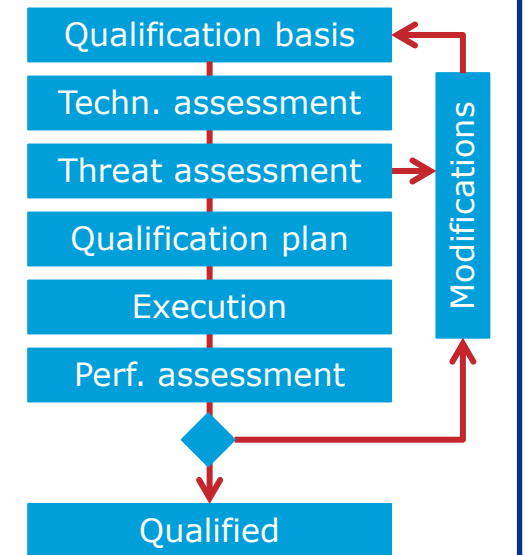 Qualification basis
Techn. assessment
Threat assessment
Qualification plan
Execution
Perf. assessment
Qualified
Modifications